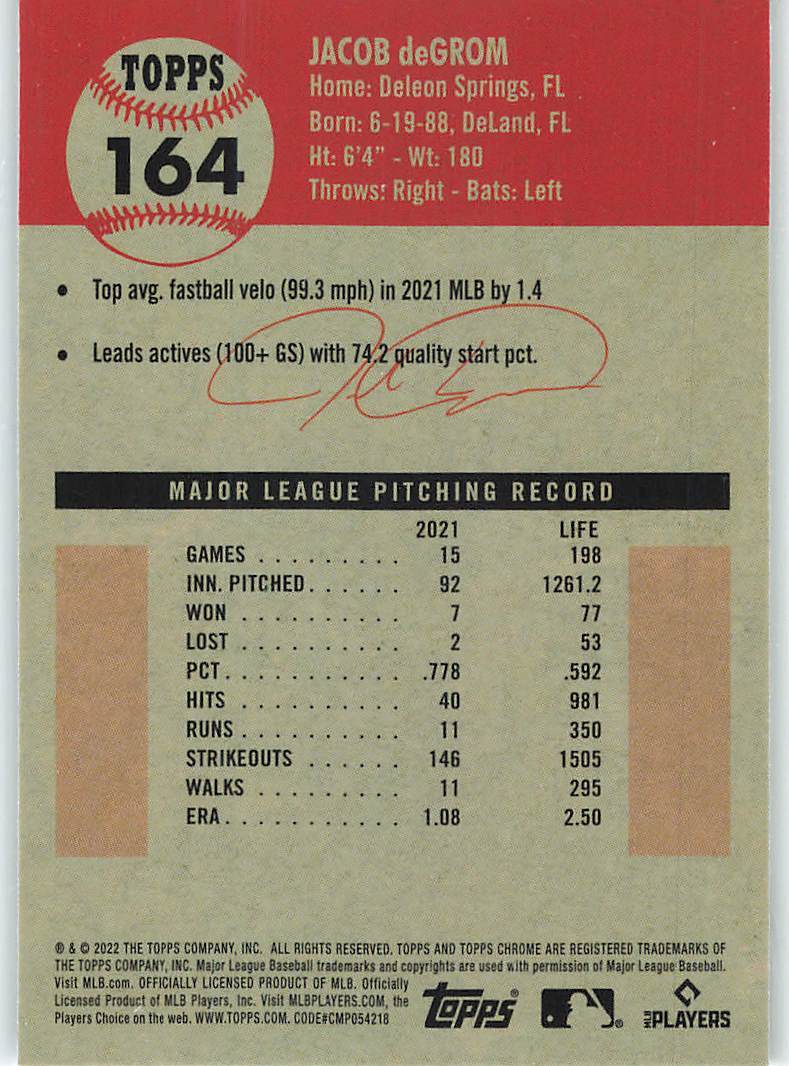 TOPPS
164
JACOB deGROM
Home: Deleon Springs, FL
Born: 6-19-88, DeLand, FL
Ht: 6'4" - Wt: 180
Throws: Right - Bats: Left
• Top avg. fastball velo (99.3 mph) in 2021 MLB by 1.4
• Leads actives (100+ GS) with 74.2 quality start pct.
MAJOR LEAGUE PITCHING RECORD
2021 LIFE
GAMES . . . . . . . . . . 15 198
INN. PITCHED . . . . . . 92 1261.2
WON . . . . . . . . . . . 7 77
LOST . . . . . . . . . . . 2 53
PCT. . . . . . . . . . . . .778 .592
HITS . . . . . . . . . . . 40 981
RUNS . . . . . . . . . . . 11 350
STRIKEOUTS . . . . . . 146 1505
WALKS . . . . . . . . . . 11 295
ERA . . . . . . . . . . . . 1.08 2.50
® & © 2022 THE TOPPS COMPANY, INC. ALL RIGHTS RESERVED. TOPPS AND TOPPS CHROME ARE REGISTERED TRADEMARKS OF
THE TOPPS COMPANY, INC. Major League Baseball trademarks and copyrights are used with permission of Major League Baseball.
Visit MLB.com. OFFICIALLY LICENSED PRODUCT OF MLB. Officially
Licensed Product of MLB Players, Inc. Visit MLBPLAYERS.COM, the
Players Choice on the web. WWW.TOPPS.COM. CODE#CMP054218
Topps®
MLB PLAYERS